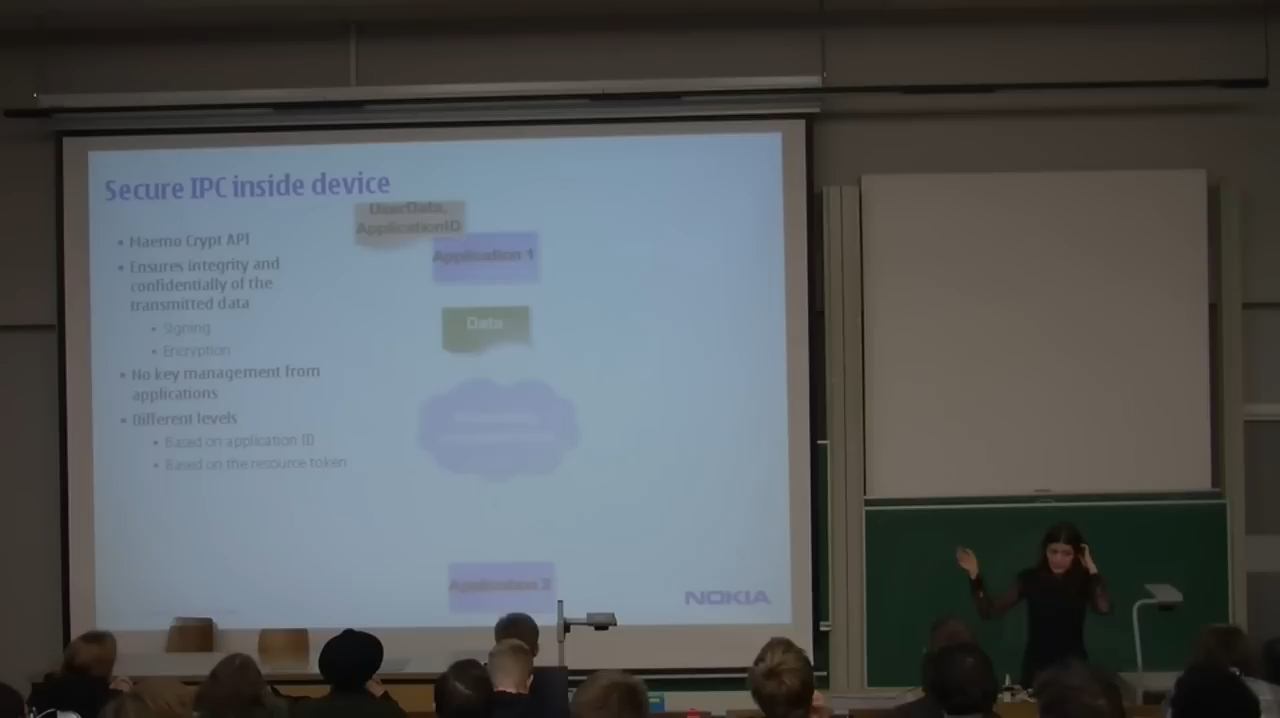 Secure IPC inside device
• Maemo Crypt API
• Ensures integrity and
confidentially of the
transmitted data
• Signing
• Encryption
• No key management from
applications
• Different levels
• Based on application ID
• Based on the resource token
UserData,
ApplicationID
Application 1
Data
Application 2
NOKIA